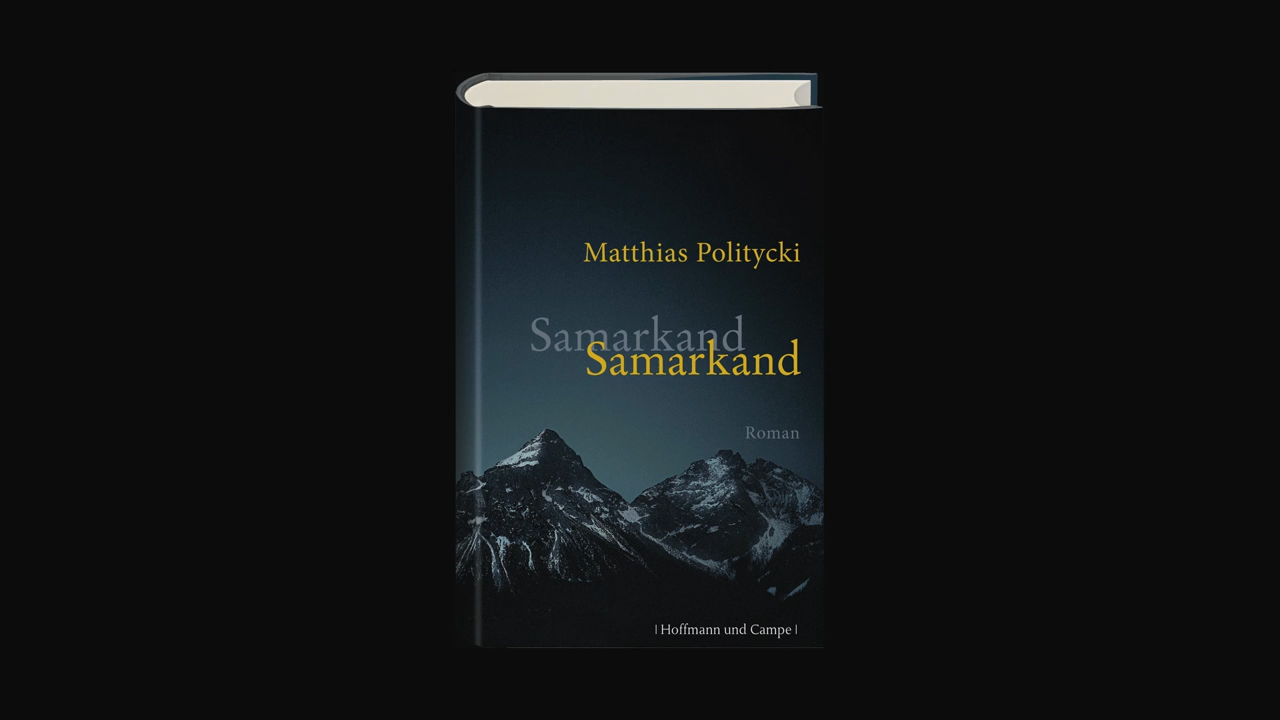 Matthias Politycki
Samarkand
Samarkand
Roman
| Hoffmann und Campe |